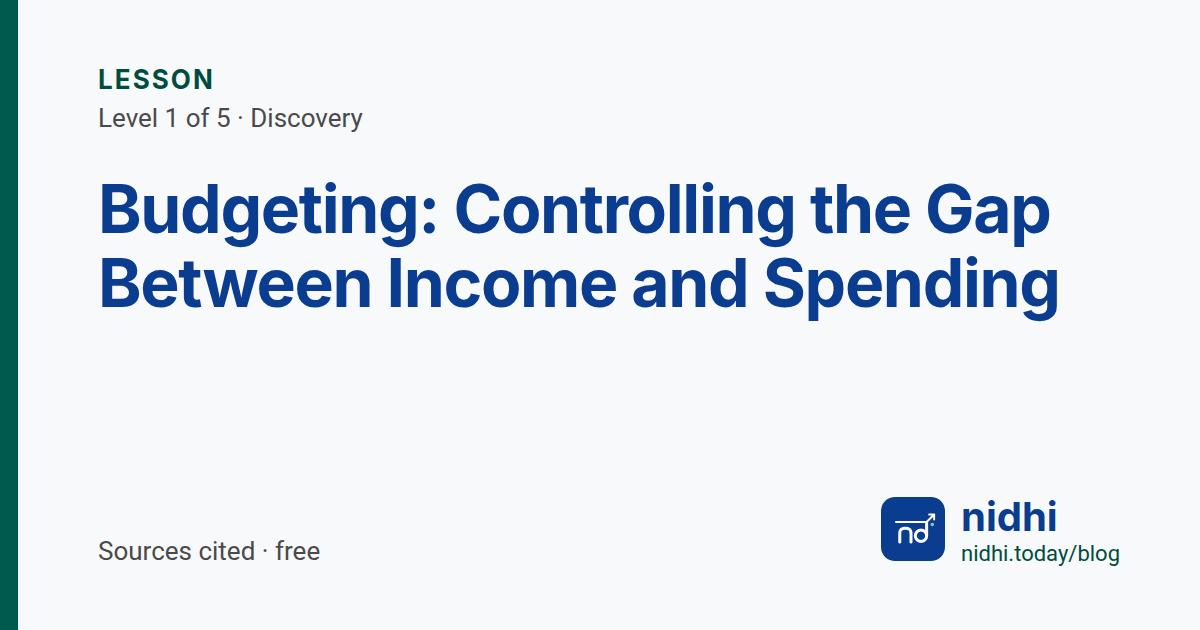 LESSON
Level 1 of 5 · Discovery
Budgeting: Controlling the Gap
Between Income and Spending
Sources cited · free
nd
nidhi
nidhi.today/blog